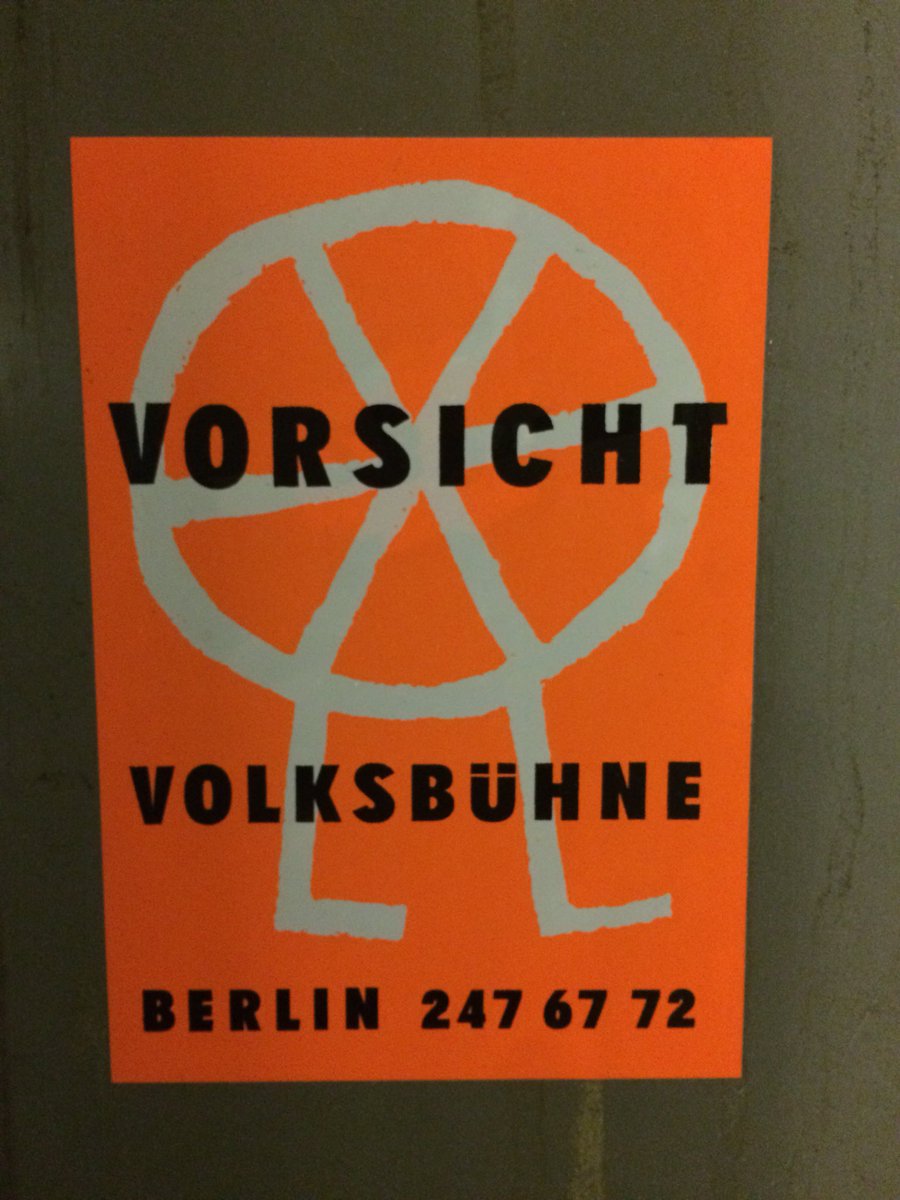 VORSICHT
VOLKSBÜHNE
BERLIN 247 67 72